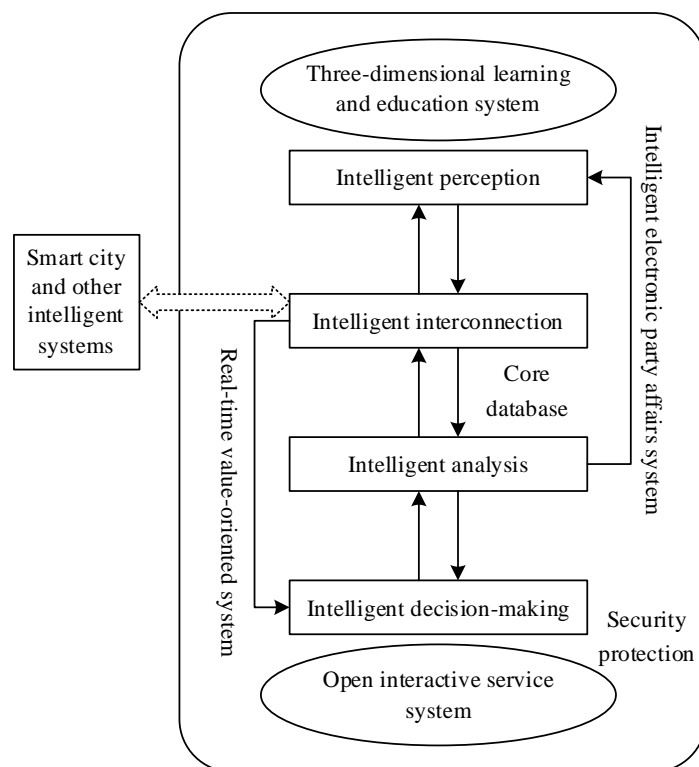 Three-dimensional learning
and education system
Intelligent perception
Intelligent electronic party affairs system
Smart city
and other
intelligent
systems
Intelligent interconnection
Real-time value-oriented system
Core
database
Intelligent analysis
Intelligent decision-making
Security
protection
Open interactive service
system